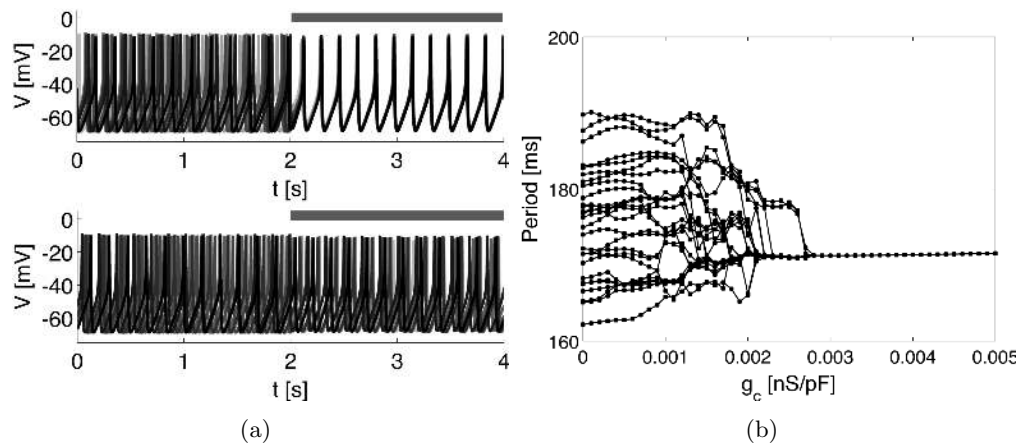 0
-20
-40
-60
V [mV]
0 1 2 3 4
t [s]
0
-20
-40
-60
V [mV]
0 1 2 3 4
t [s]
(a)
200
180
160
Period [ms]
0 0.001 0.002 0.003 0.004 0.005
g_c [nS/pF]
(b)